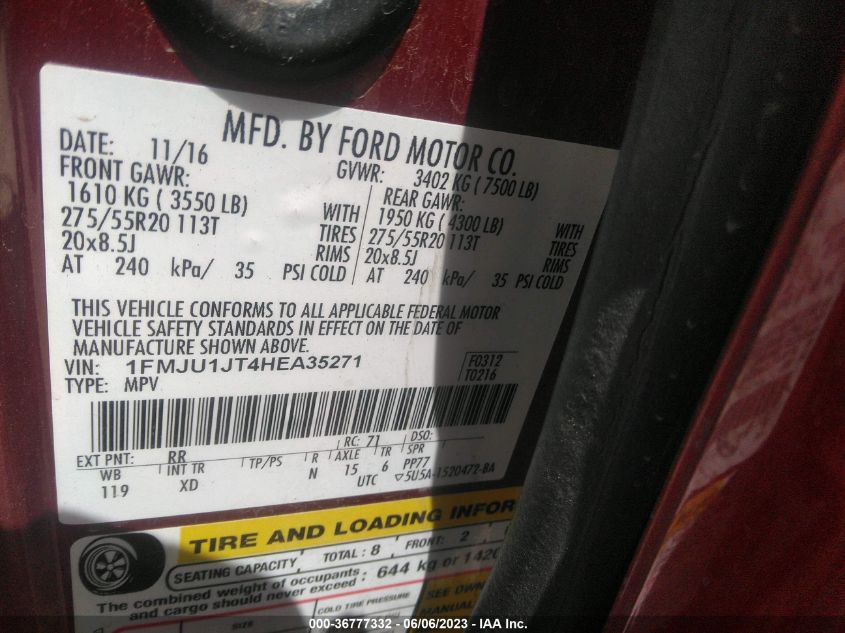 MFD. BY FORD MOTOR CO.
DATE: 11/16 GVWR: 3402 KG ( 7500 LB)
FRONT GAWR: REAR GAWR:
1610 KG ( 3550 LB) WITH 1950 KG ( 4300 LB) WITH
275/55R20 113T TIRES 275/55R20 113T TIRES
20x8.5J RIMS 20x8.5J RIMS
AT 240 kPa/ 35 PSI COLD AT 240 kPa/ 35 PSI COLD
THIS VEHICLE CONFORMS TO ALL APPLICABLE FEDERAL MOTOR
VEHICLE SAFETY STANDARDS IN EFFECT ON THE DATE OF
MANUFACTURE SHOWN ABOVE.
VIN: 1FMJU1JT4HEA35271 F0312
TYPE: MPV T0216
EXT PNT: RR RC: 71 DSO:
WB INT TR TP/PS R AXLE TR SPR
119 XD N 15 6 PP77
UTC ▽5U5A-1520472-BA
TIRE AND LOADING INFOR
SEATING CAPACITY TOTAL: 8 FRONT: 2
The combined weight of occupants
and cargo should never exceed: 644 kg or 1420
SIZE COLD TIRE PRESSURE SEE OWN
MANUAL
000-36777332 - 06/06/2023 - IAA Inc.